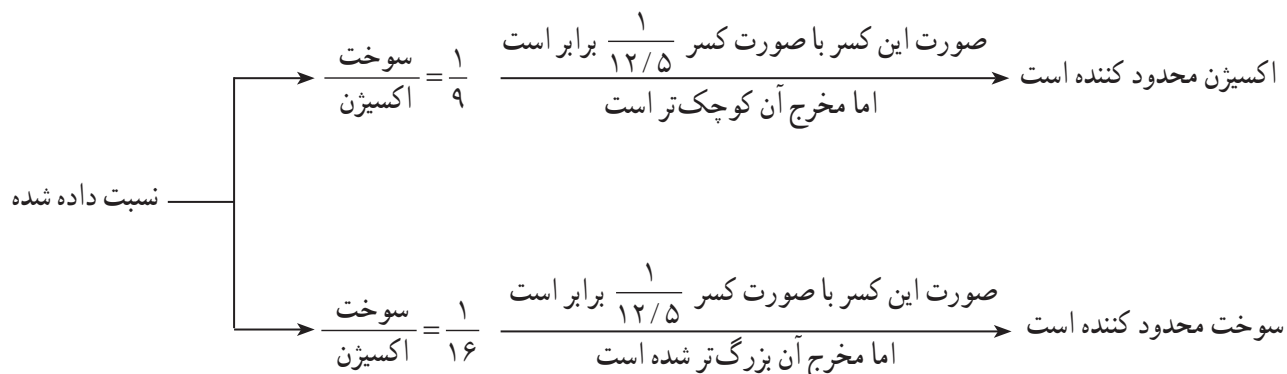 صورت این کسر با صورت کسر ۱/۱۲/۵ برابر است
سوخت/اکسیژن = ۱/۹
اما مخرج آن کوچک‌تر است
اکسیژن محدود کننده است
نسبت داده شده
صورت این کسر با صورت کسر ۱/۱۲/۵ برابر است
سوخت/اکسیژن = ۱/۱۶
اما مخرج آن بزرگ‌تر شده است
سوخت محدود کننده است